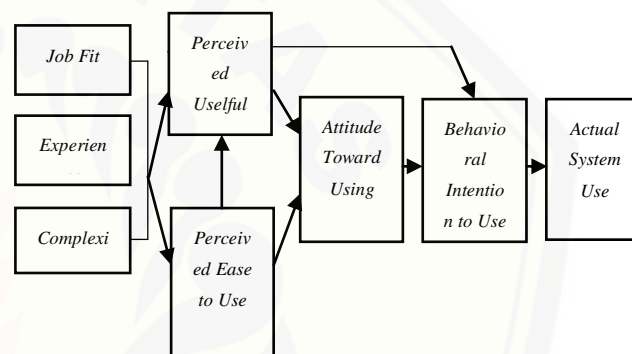 Job Fit
Experien
Complexi
Perceiv
ed
Uselful
Perceiv
ed Ease
to Use
Attitude
Toward
Using
Behavio
ral
Intentio
n to Use
Actual
System
Use